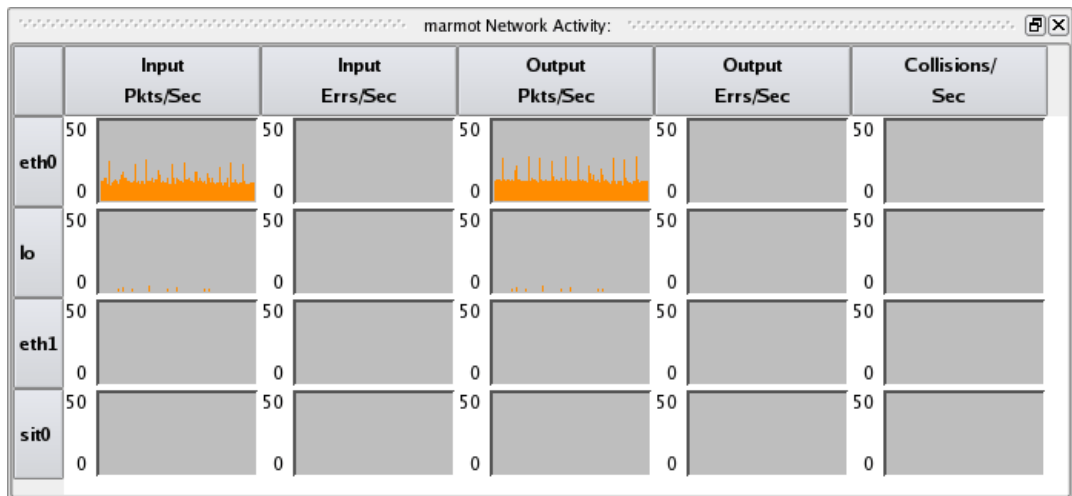 marmot Network Activity:
Input Pkts/Sec Input Errs/Sec Output Pkts/Sec Output Errs/Sec Collisions/ Sec
eth0 50 0 50 0 50 0 50 0 50 0
lo 50 0 50 0 50 0 50 0 50 0
eth1 50 0 50 0 50 0 50 0 50 0
sit0 50 0 50 0 50 0 50 0 50 0